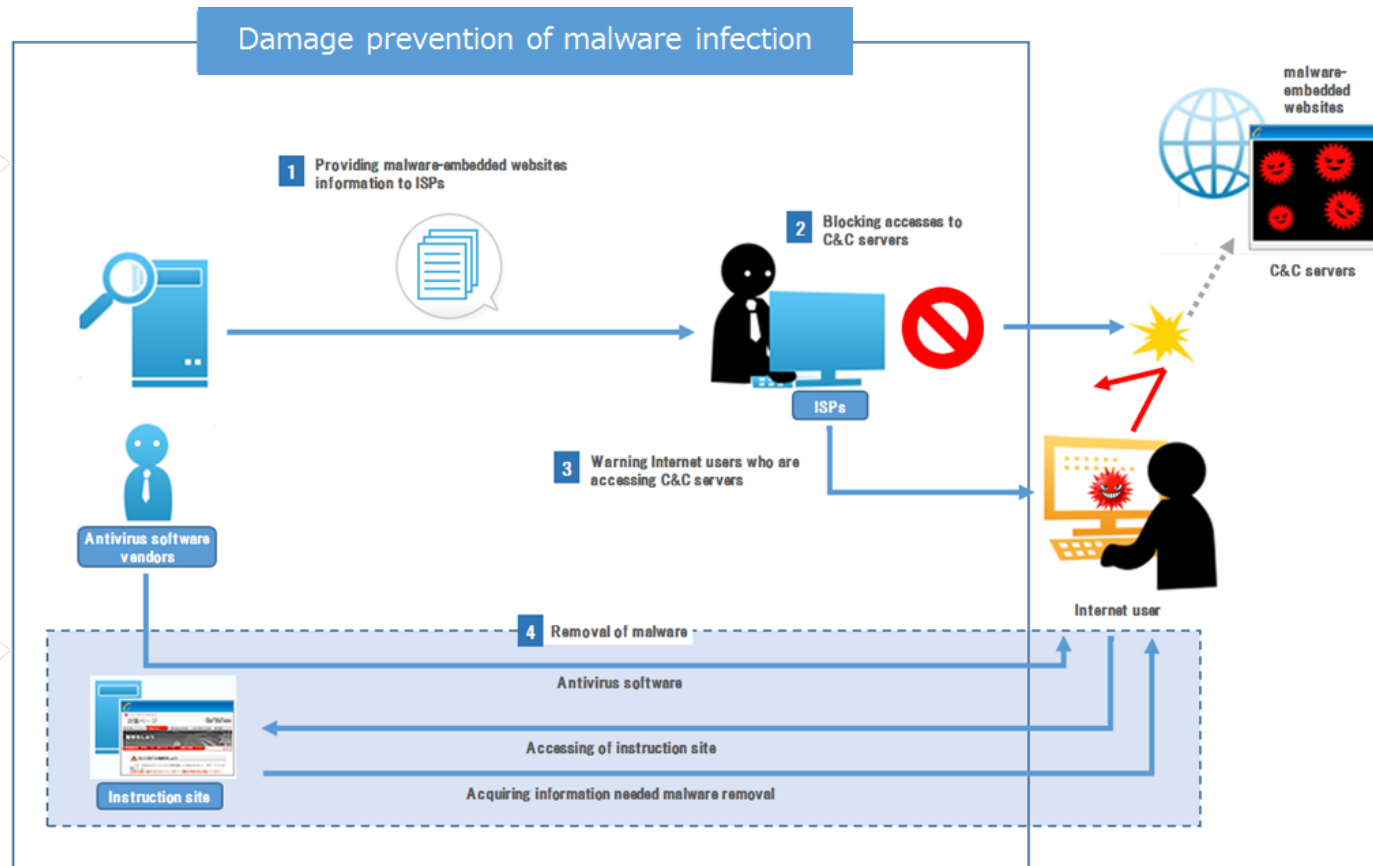 Damage prevention of malware infection
malware-
embedded
websites
1 Providing malware-embedded websites
information to ISPs
2 Blocking accesses to
C&C servers
C&C servers
ISPs
3 Warning Internet users who are
accessing C&C servers
Antivirus software
vendors
Internet user
4 Removal of malware
Antivirus software
Accessing of instruction site
Acquiring information needed malware removal
Instruction site